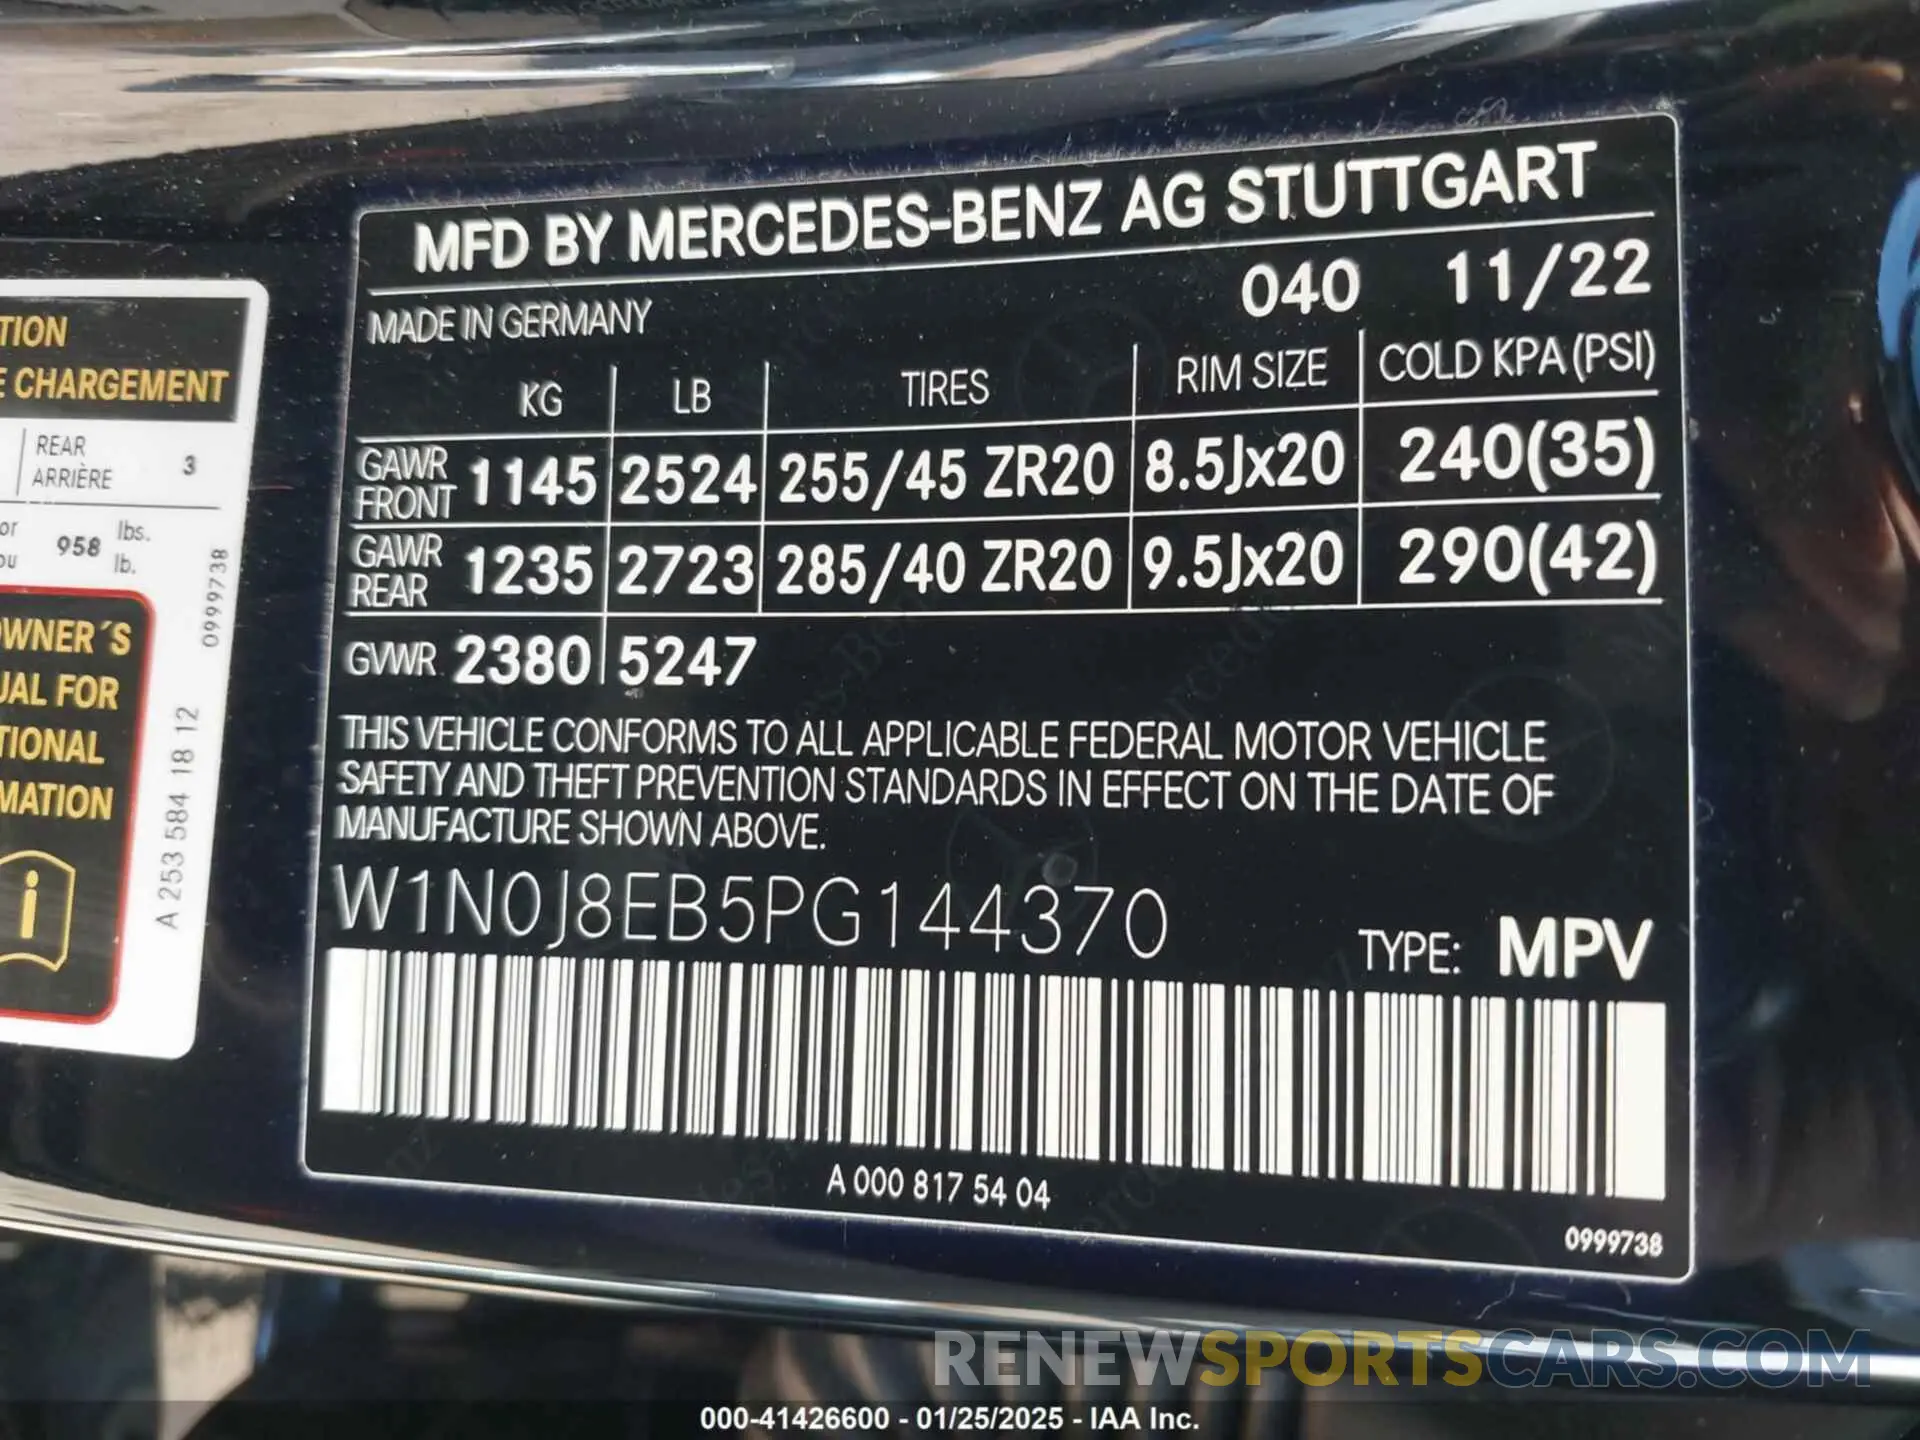 MFD BY MERCEDES-BENZ AG STUTTGART
040 11/22
MADE IN GERMANY
KG LB TIRES RIM SIZE COLD KPA (PSI)
GAWR FRONT 1145 2524 255/45 ZR20 8.5Jx20 240(35)
GAWR REAR 1235 2723 285/40 ZR20 9.5Jx20 290(42)
GVWR 2380 5247
THIS VEHICLE CONFORMS TO ALL APPLICABLE FEDERAL MOTOR VEHICLE
SAFETY AND THEFT PREVENTION STANDARDS IN EFFECT ON THE DATE OF
MANUFACTURE SHOWN ABOVE.
W1N0J8EB5PG144370
TYPE: MPV
A 000 817 54 04
0999738
TION
E CHARGEMENT
REAR
ARRIÈRE
3
or
ou
958
lbs.
lb.
0999738
OWNER´S
UAL FOR
TIONAL
MATION
i
A 253 584 18 12
RENEWSPORTSCARS.COM
000-41426600 - 01/25/2025 - IAA Inc.